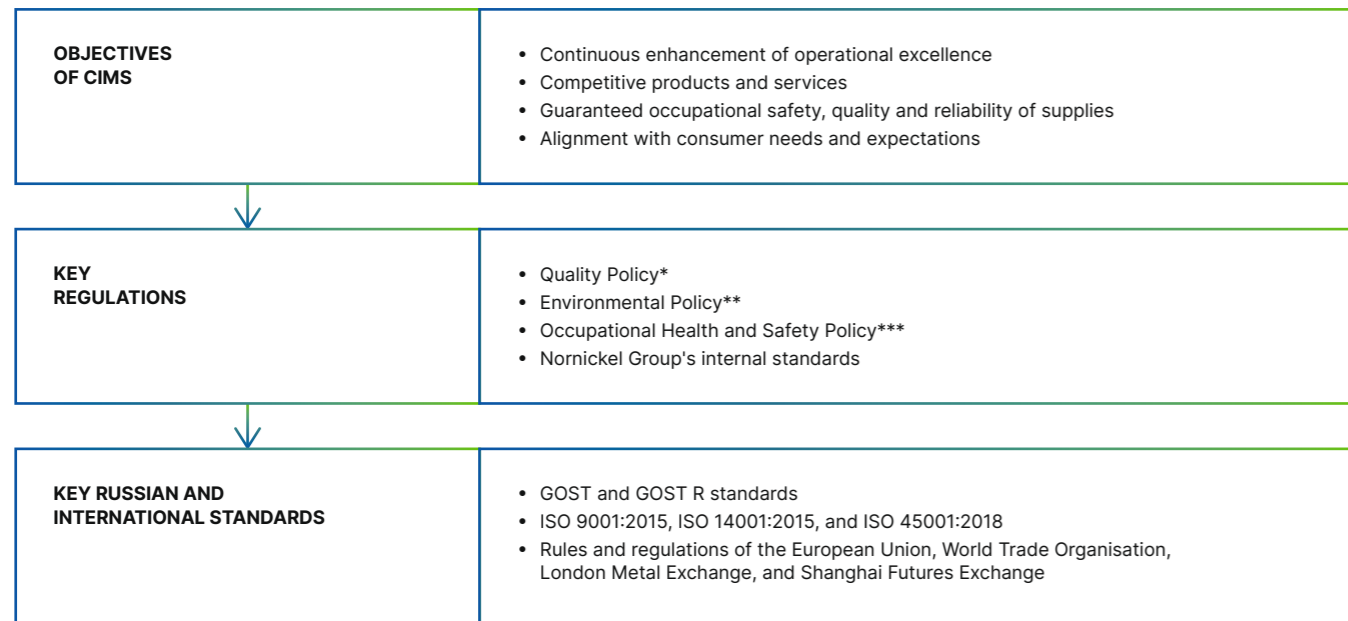 OBJECTIVES
OF CIMS
• Continuous enhancement of operational excellence
• Competitive products and services
• Guaranteed occupational safety, quality and reliability of supplies
• Alignment with consumer needs and expectations
KEY
REGULATIONS
• Quality Policy*
• Environmental Policy**
• Occupational Health and Safety Policy***
• Nornickel Group's internal standards
KEY RUSSIAN AND
INTERNATIONAL STANDARDS
• GOST and GOST R standards
• ISO 9001:2015, ISO 14001:2015, and ISO 45001:2018
• Rules and regulations of the European Union, World Trade Organisation,
London Metal Exchange, and Shanghai Futures Exchange